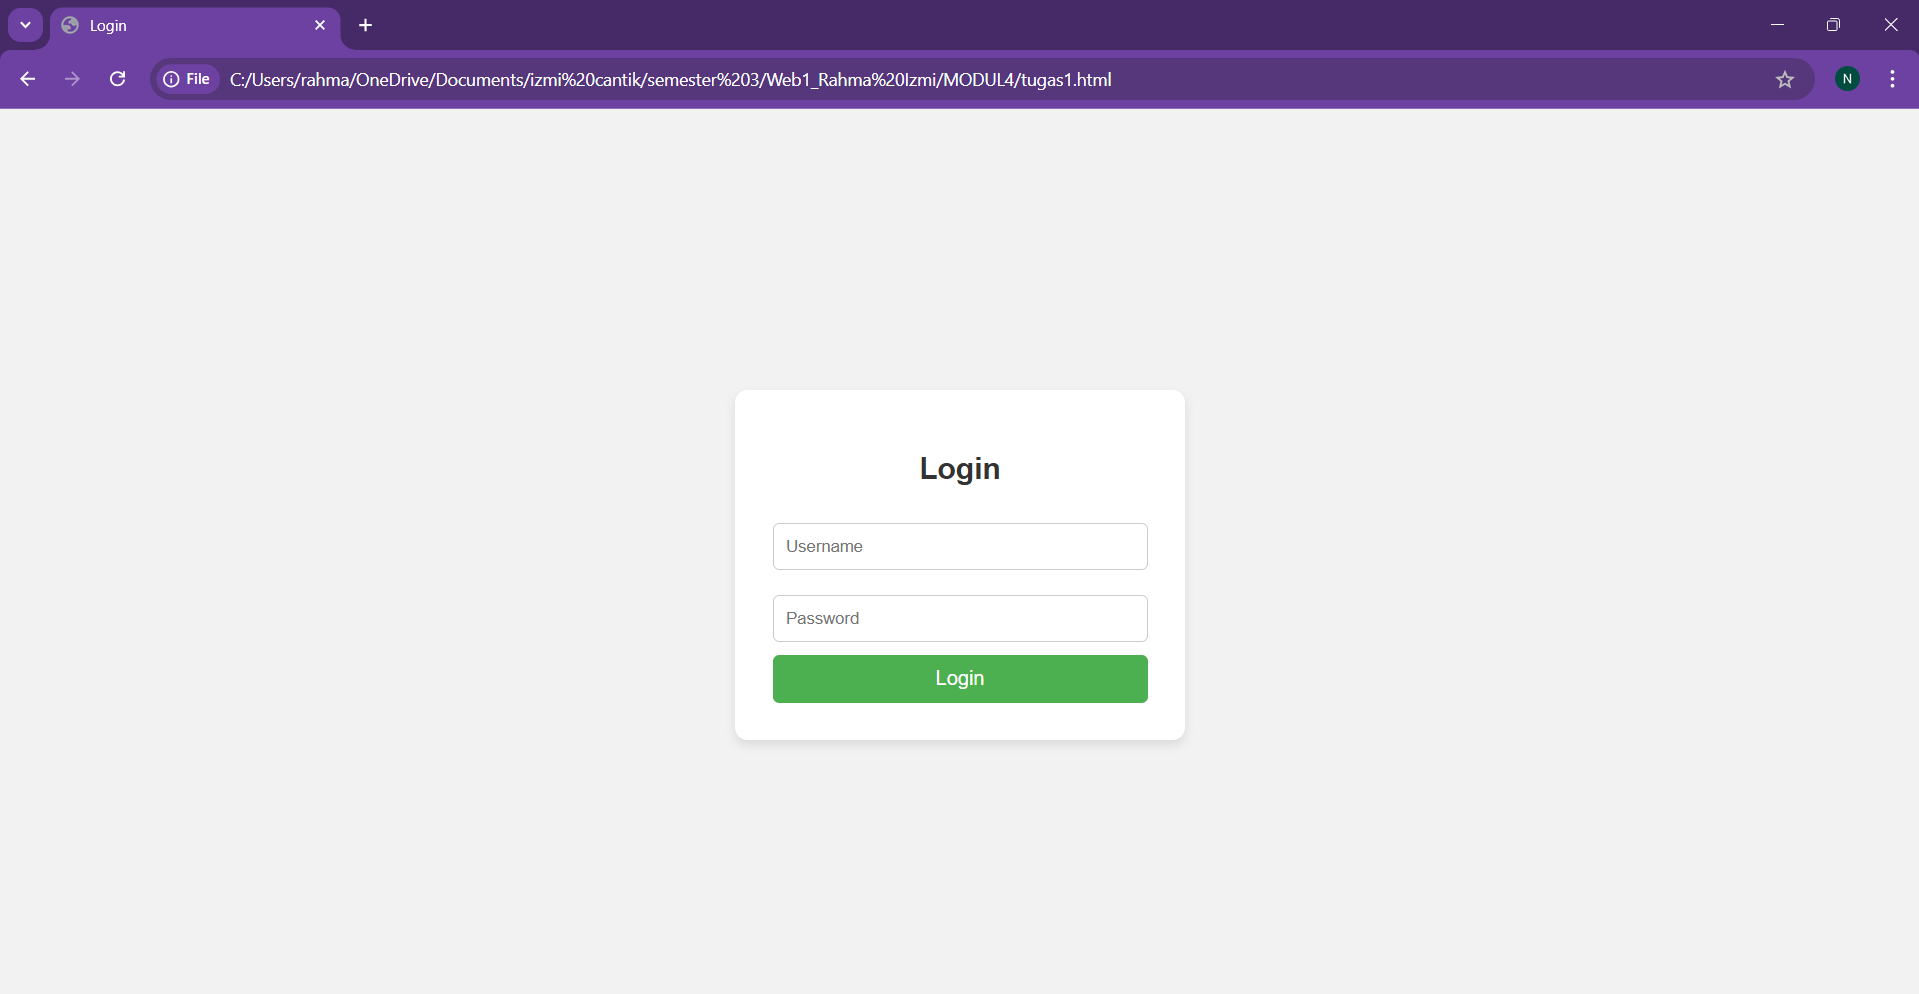 Login
File C:/Users/rahma/OneDrive/Documents/izmi%20cantik/semester%203/Web1_Rahma%20Izmi/MODUL4/tugas1.html
N
Login
Username
Password
Login